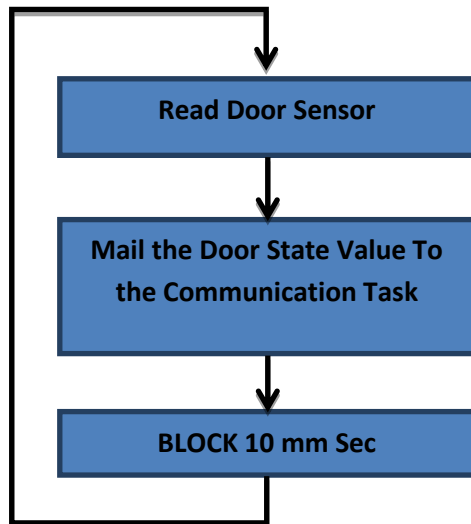 Read Door Sensor
Mail the Door State Value To
the Communication Task
BLOCK 10 mm Sec